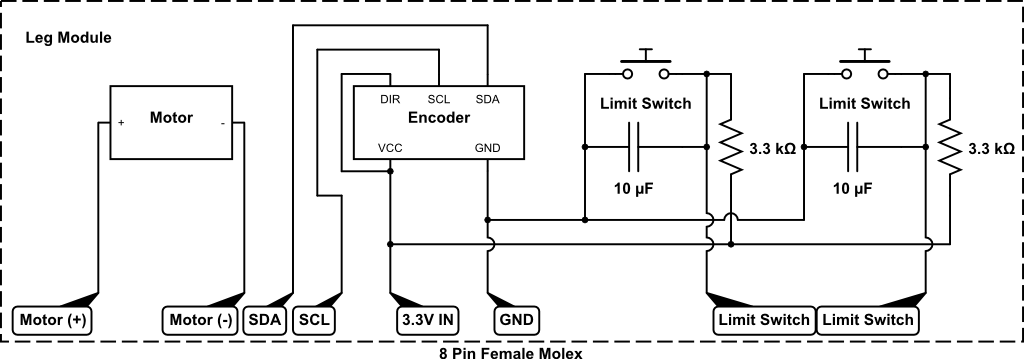 Leg Module
Motor
+
-
DIR SCL SDA
Encoder
VCC GND
Limit Switch
10 µF
3.3 kΩ
Limit Switch
10 µF
3.3 kΩ
Motor (+)
Motor (-)
SDA
SCL
3.3V IN
GND
Limit Switch
Limit Switch
8 Pin Female Molex